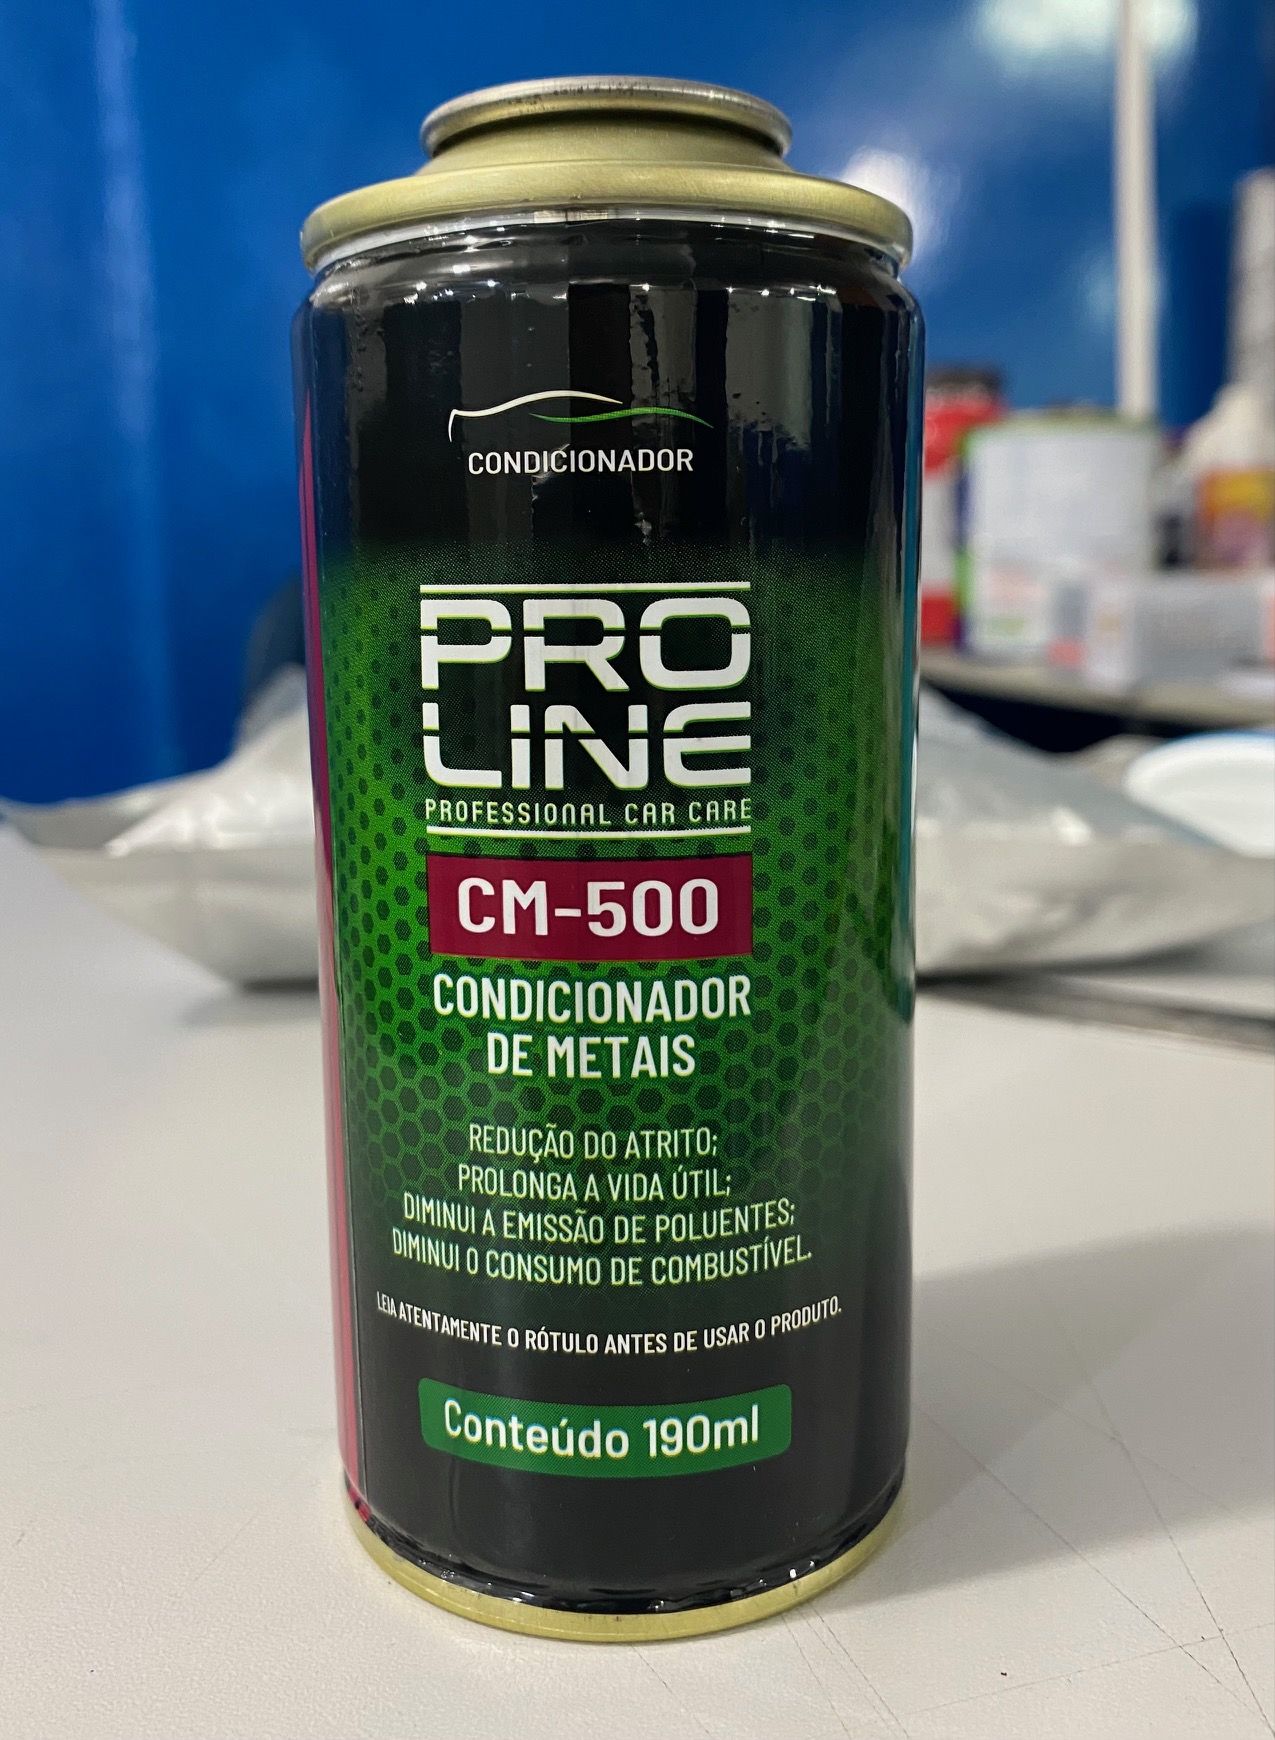 CONDICIONADOR
PRO
LINE
PROFESSIONAL CAR CARE
CM-500
CONDICIONADOR
DE METAIS
REDUÇÃO DO ATRITO;
PROLONGA A VIDA ÚTIL;
DIMINUI A EMISSÃO DE POLUENTES;
DIMINUI O CONSUMO DE COMBUSTÍVEL.
LEIA ATENTAMENTE O RÓTULO ANTES DE USAR O PRODUTO.
Conteúdo 190ml